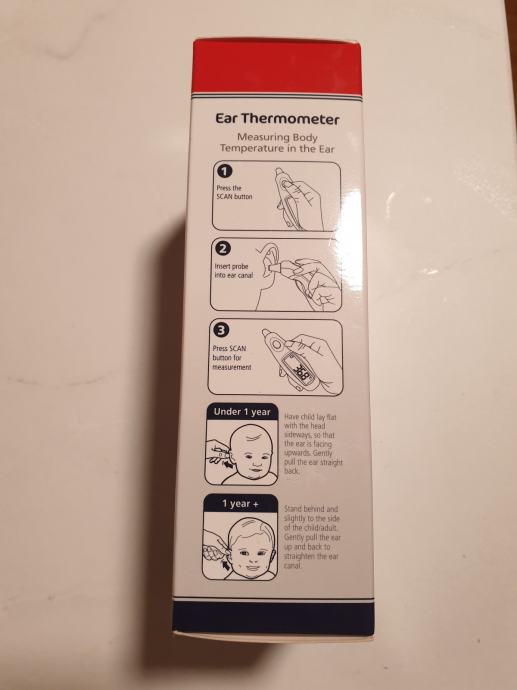 Ear Thermometer
Measuring Body
Temperature in the Ear
1
Press the
SCAN button
2
Insert probe
into ear canal
3
Press SCAN
button for
measurement
36.8
Under 1 year
Have child lay flat
with the head
sideways, so that
the ear is facing
upwards. Gently
pull the ear straight
back.
1 year +
Stand behind and
slightly to the side
of the child/adult.
Gently pull the ear
up and back to
straighten the ear
canal.